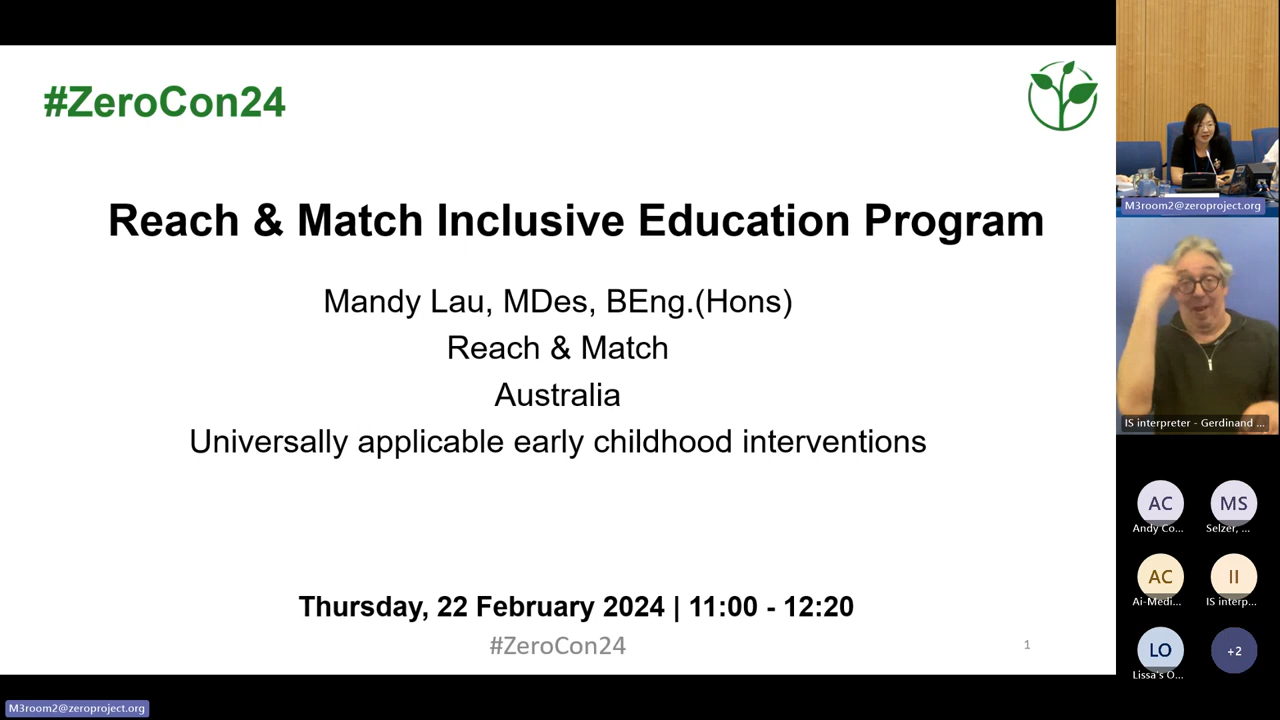 #ZeroCon24
Reach & Match Inclusive Education Program
Mandy Lau, MDes, BEng.(Hons)
Reach & Match
Australia
Universally applicable early childhood interventions
Thursday, 22 February 2024 | 11:00 - 12:20
#ZeroCon24
1
M3room2@zeroproject.org
IS interpreter - Gerdinand ...
AC
MS
Andy Co...
Selzer, ...
AC
II
Ai-Medi...
IS interp...
LO
+2
Lissa's O...
M3room2@zeroproject.org